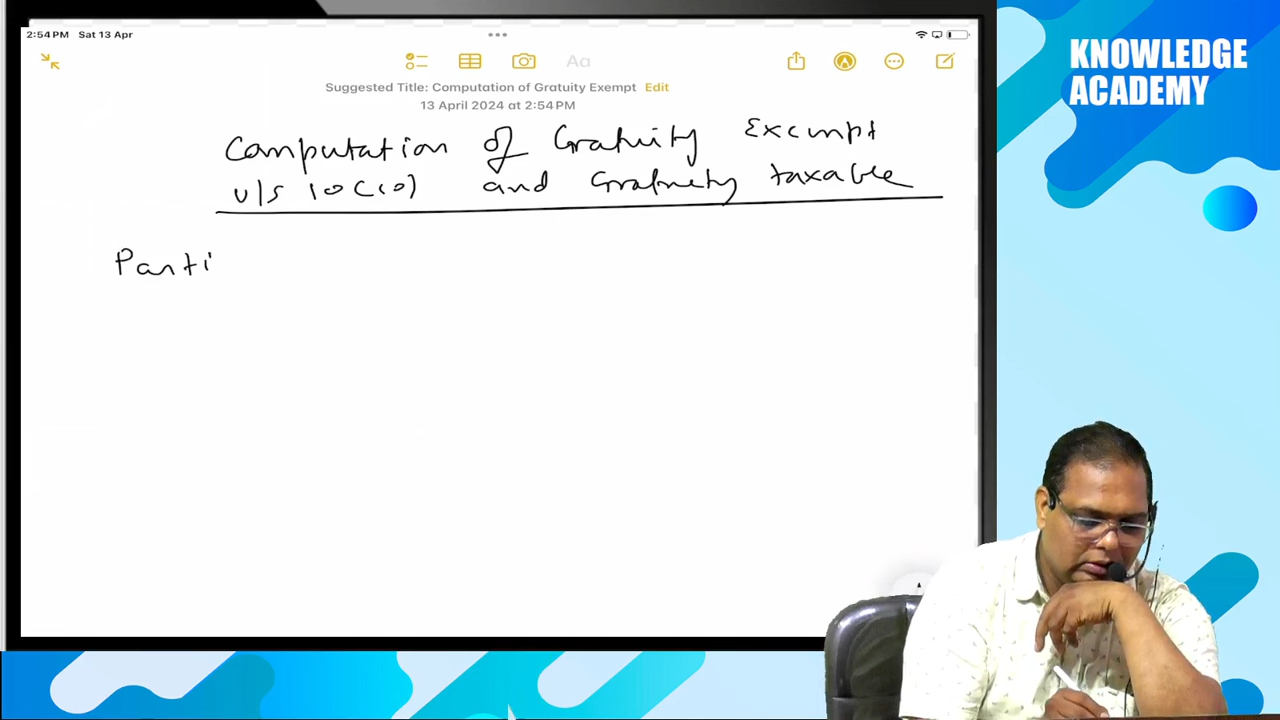 2:54 PM Sat 13 Apr
Suggested Title: Computation of Gratuity Exempt Edit
13 April 2024 at 2:54 PM
Aa
Computation of Gratuity Exempt
u/s 10(10) and Gratuity taxable
Parti
KNOWLEDGE
ACADEMY